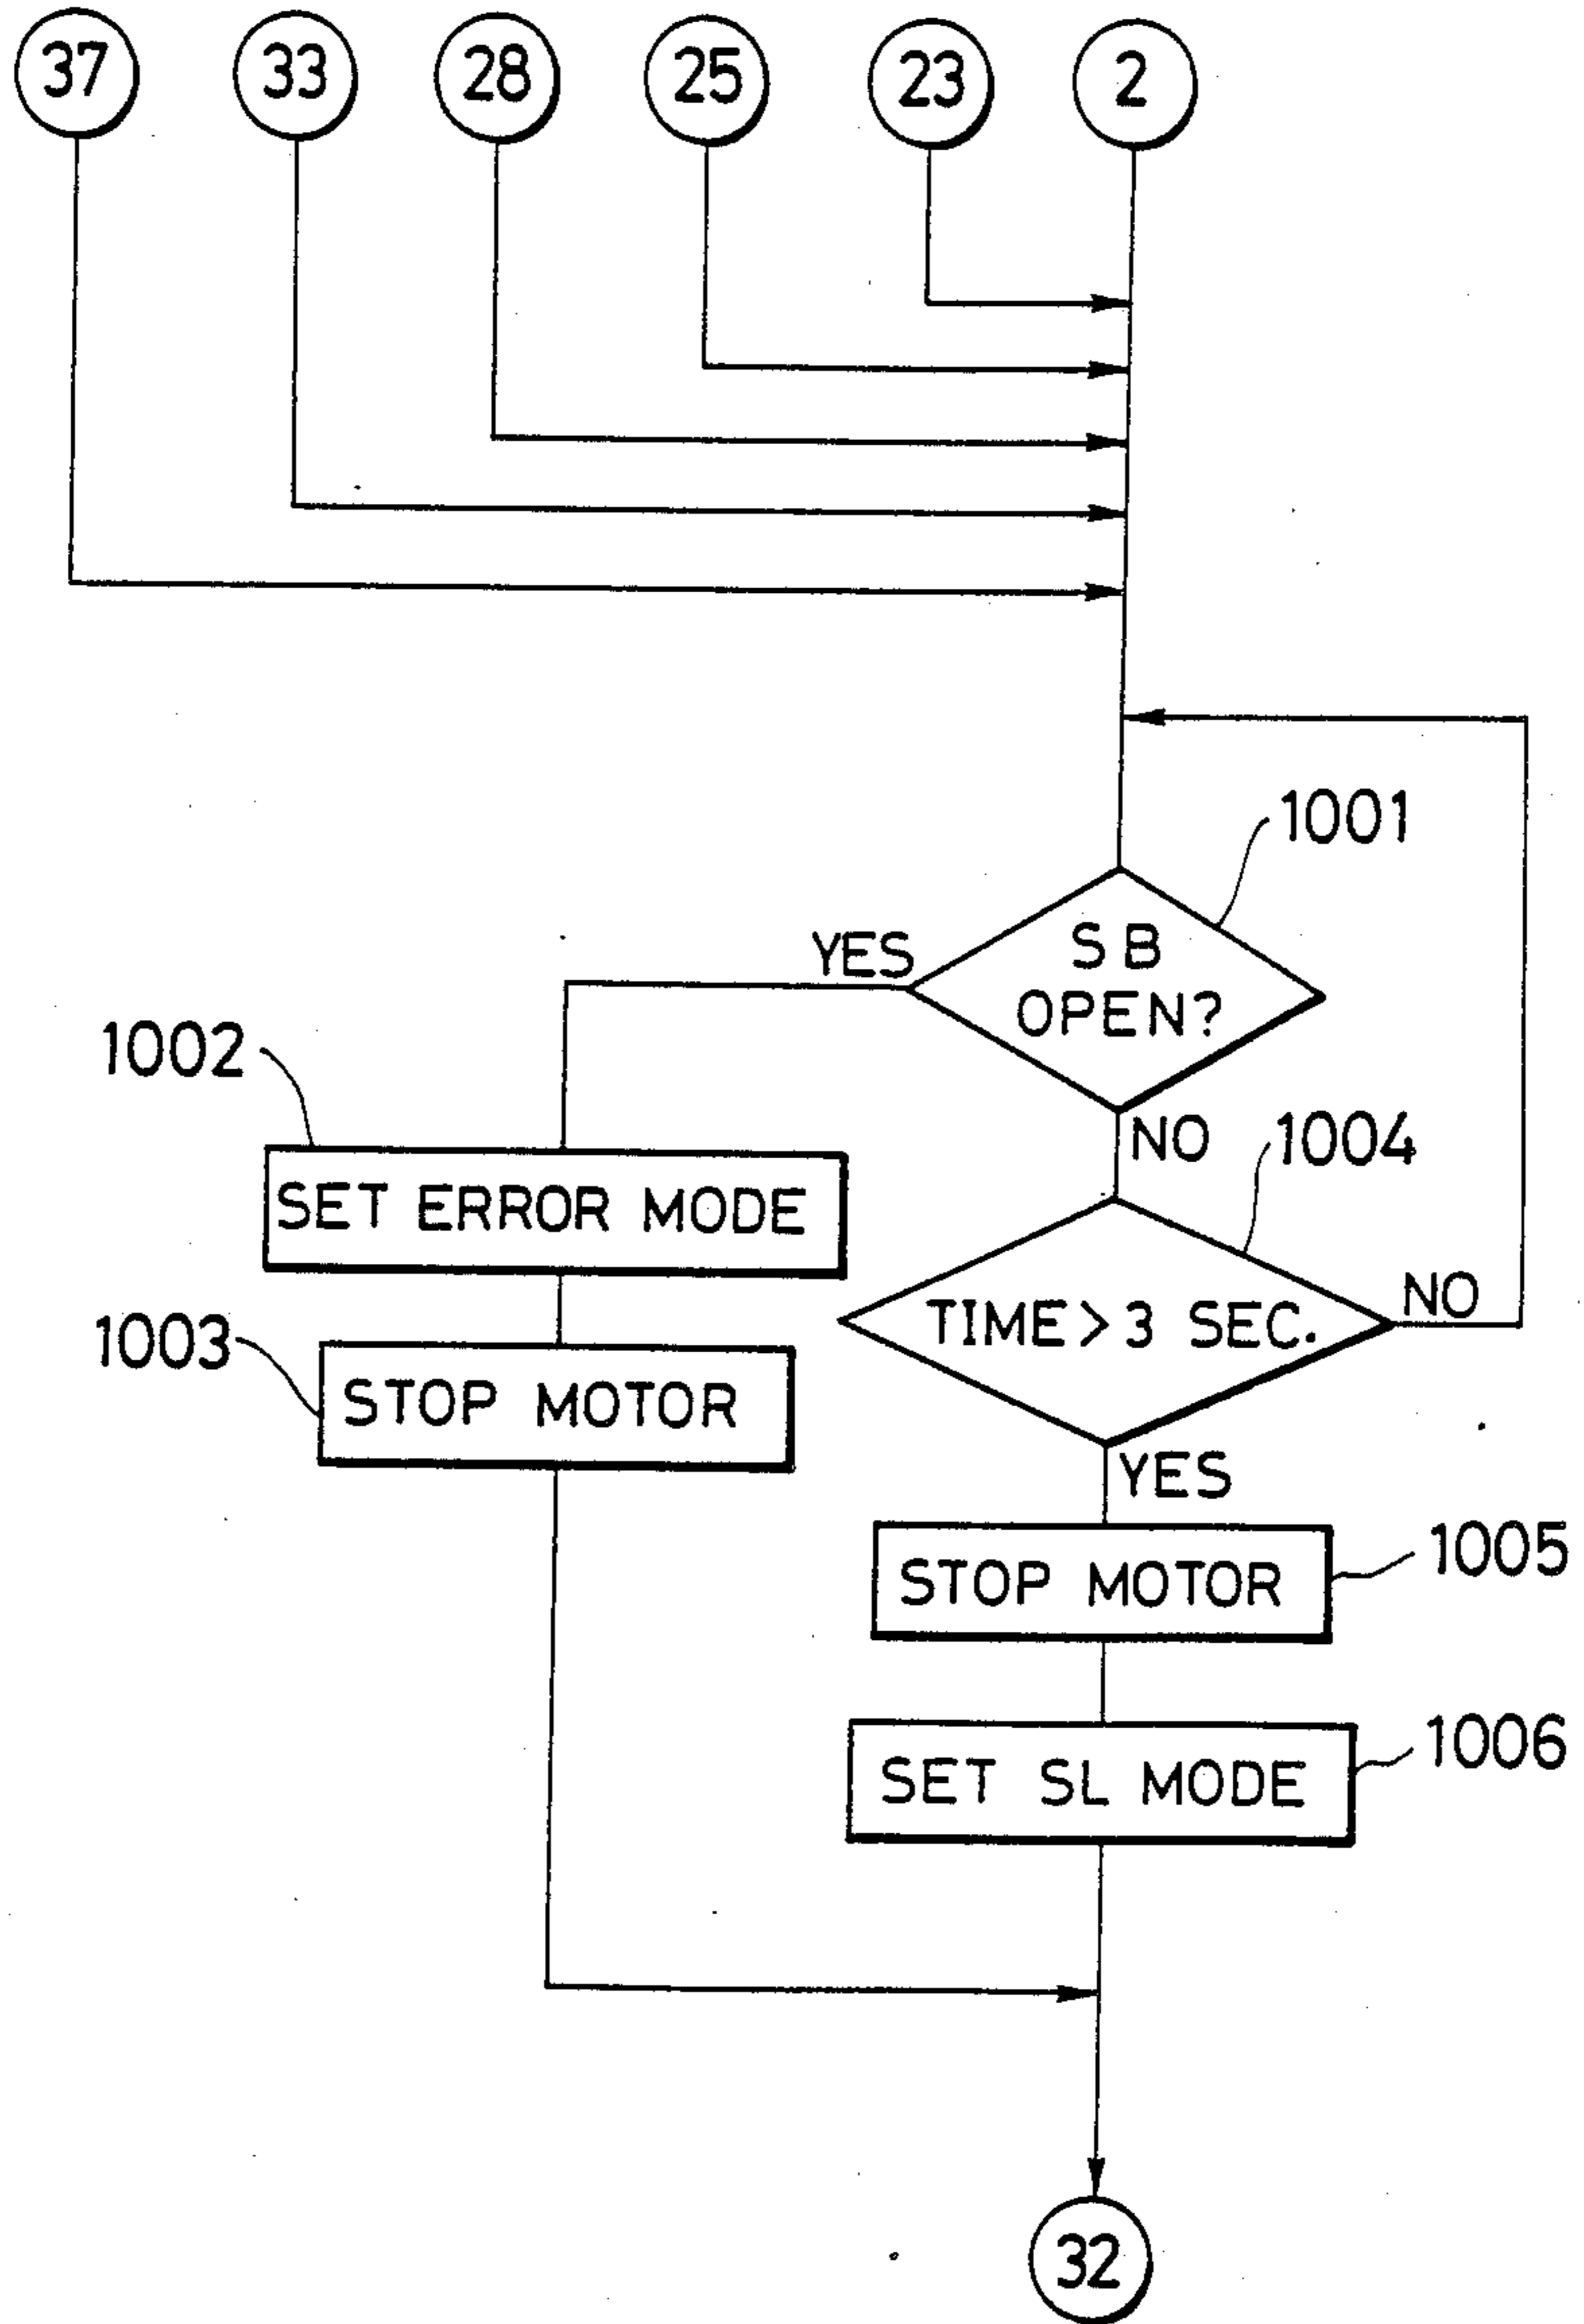 37 33 28 25 23 2
1001
S B
OPEN?
YES
NO
1002
SET ERROR MODE
1004
TIME > 3 SEC.
NO
1003
STOP MOTOR
YES
STOP MOTOR
1005
SET SL MODE
1006
32